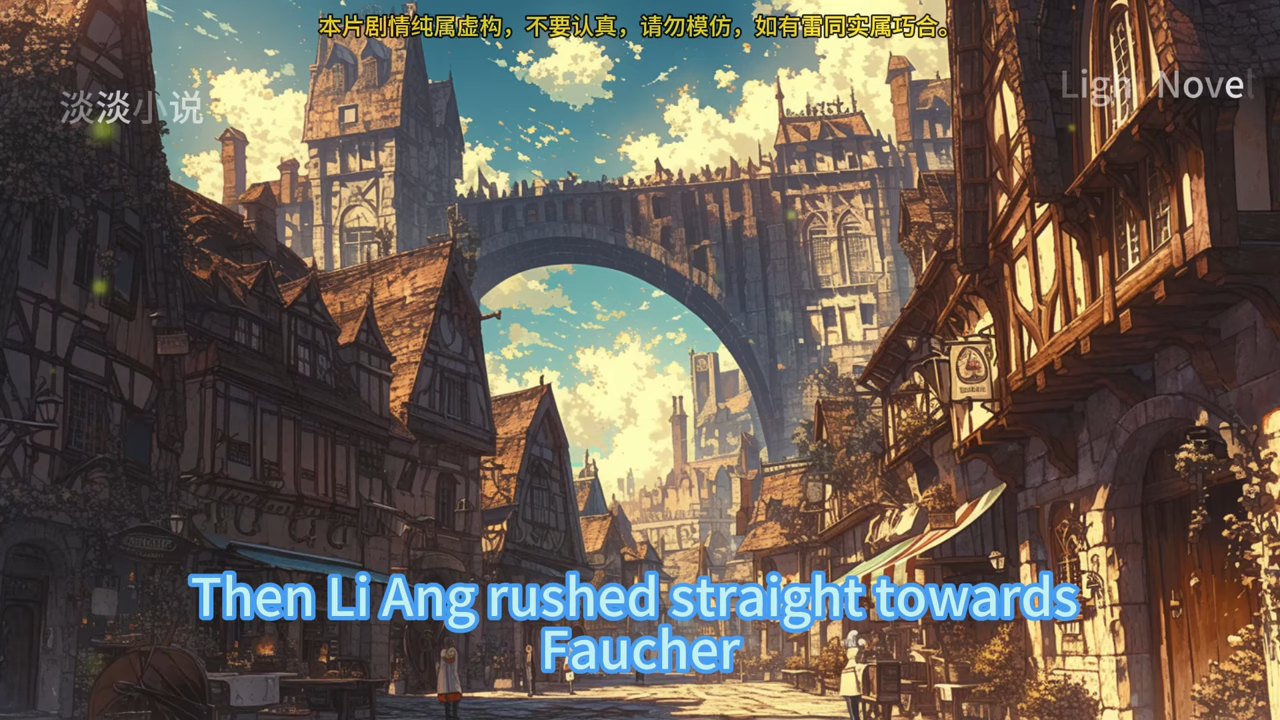 本片剧情纯属虚构，不要认真，请勿模仿，如有雷同实属巧合。
淡淡小说
Light Novel
Then Li Ang rushed straight towards
Faucher